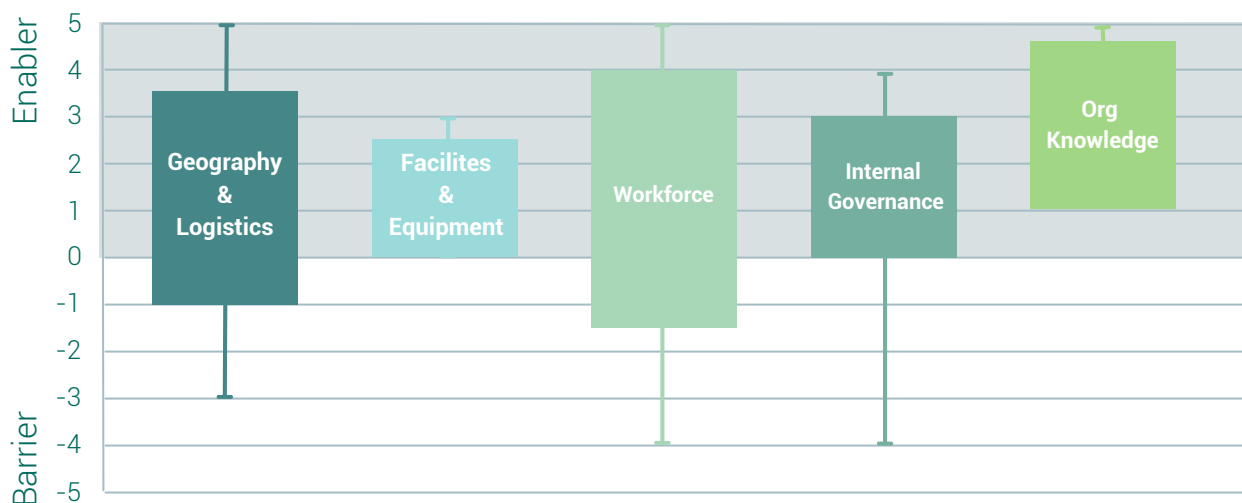 Enabler
Barrier
5
4
3
2
1
0
-1
-2
-3
-4
-5
Geography
&
Logistics
Facilites
&
Equipment
Workforce
Internal
Governance
Org
Knowledge